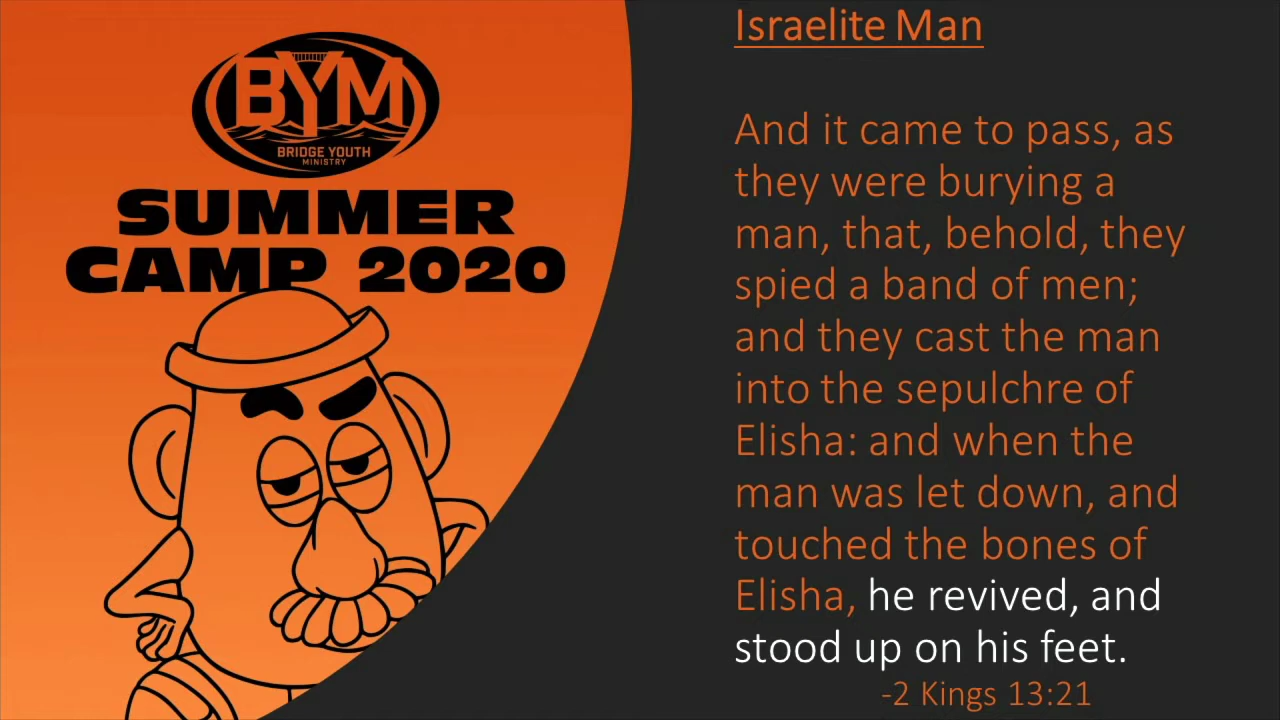 BYM
BRIDGE YOUTH
MINISTRY
SUMMER
CAMP 2020
Israelite Man
And it came to pass, as
they were burying a
man, that, behold, they
spied a band of men;
and they cast the man
into the sepulchre of
Elisha: and when the
man was let down, and
touched the bones of
Elisha, he revived, and
stood up on his feet.
-2 Kings 13:21